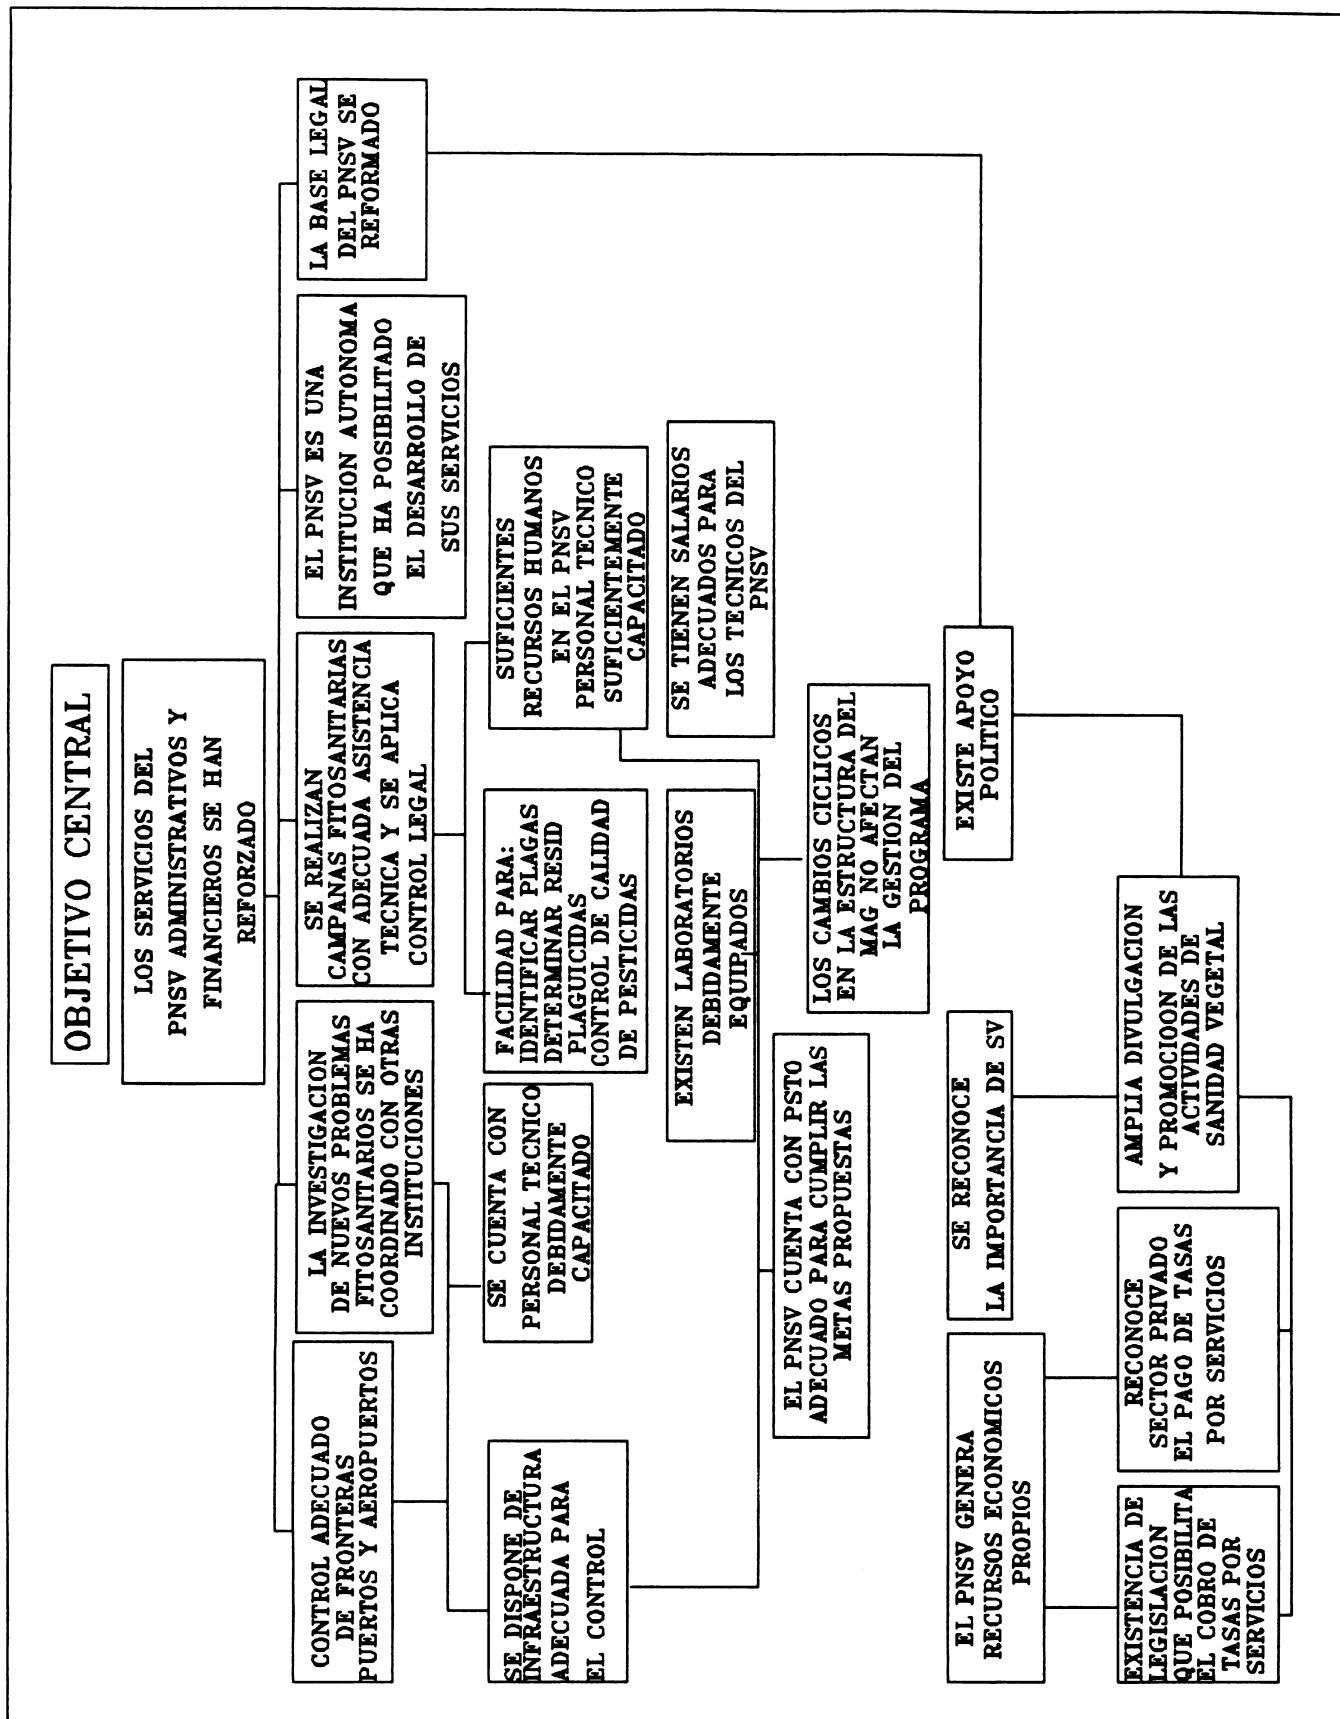 OBJETIVO CENTRAL
LOS SERVICIOS DEL
PNSV ADMINISTRATIVOS Y
FINANCIEROS SE HAN
REFORZADO
CONTROL ADECUADO
DE FRONTERAS
PUERTOS Y AEROPUERTOS
LA INVESTIGACION
DE NUEVOS PROBLEMAS
FITOSANITARIOS SE HA
COORDINADO CON OTRAS
INSTITUCIONES
SE REALIZAN
CAMPANAS FITOSANITARIAS
CON ADECUADA ASISTENCIA
TECNICA Y SE APLICA
CONTROL LEGAL
EL PNSV ES UNA
INSTITUCION AUTONOMA
QUE HA POSIBILITADO
EL DESARROLLO DE
SUS SERVICIOS
LA BASE LEGAL
DEL PNSV SE
REFORMADO
SE DISPONE DE
INFRAESTRUCTURA
ADECUADA PARA
EL CONTROL
SE CUENTA CON
PERSONAL TECNICO
DEBIDAMENTE
CAPACITADO
FACILIDAD PARA:
IDENTIFICAR PLAGAS
DETERMINAR RESID
PLAGUICIDAS
CONTROL DE CALIDAD
DE PESTICIDAS
SUFICIENTES
RECURSOS HUMANOS
EN EL PNSV
PERSONAL TECNICO
SUFICIENTEMENTE
CAPACITADO
EXISTEN LABORATORIOS
DEBIDAMENTE
EQUIPADOS
SE TIENEN SALARIOS
ADECUADOS PARA
LOS TECNICOS DEL
PNSV
EL PNSV CUENTA CON PSTO
ADECUADO PARA CUMPLIR LAS
METAS PROPUESTAS
LOS CAMBIOS CICLICOS
EN LA ESTRUCTURA DEL
MAG NO AFECTAN
LA GESTION DEL
PROGRAMA
EL PNSV GENERA
RECURSOS ECONOMICOS
PROPIOS
SE RECONOCE
LA IMPORTANCIA DE SV
EXISTE APOYO
POLITICO
EXISTENCIA DE
LEGISLACION
QUE POSIBILITA
EL COBRO DE
TASAS POR
SERVICIOS
RECONOCE
SECTOR PRIVADO
EL PAGO DE TASAS
POR SERVICIOS
AMPLIA DIVULGACION
Y PROMOCIOON DE LAS
ACTIVIDADES DE
SANIDAD VEGETAL